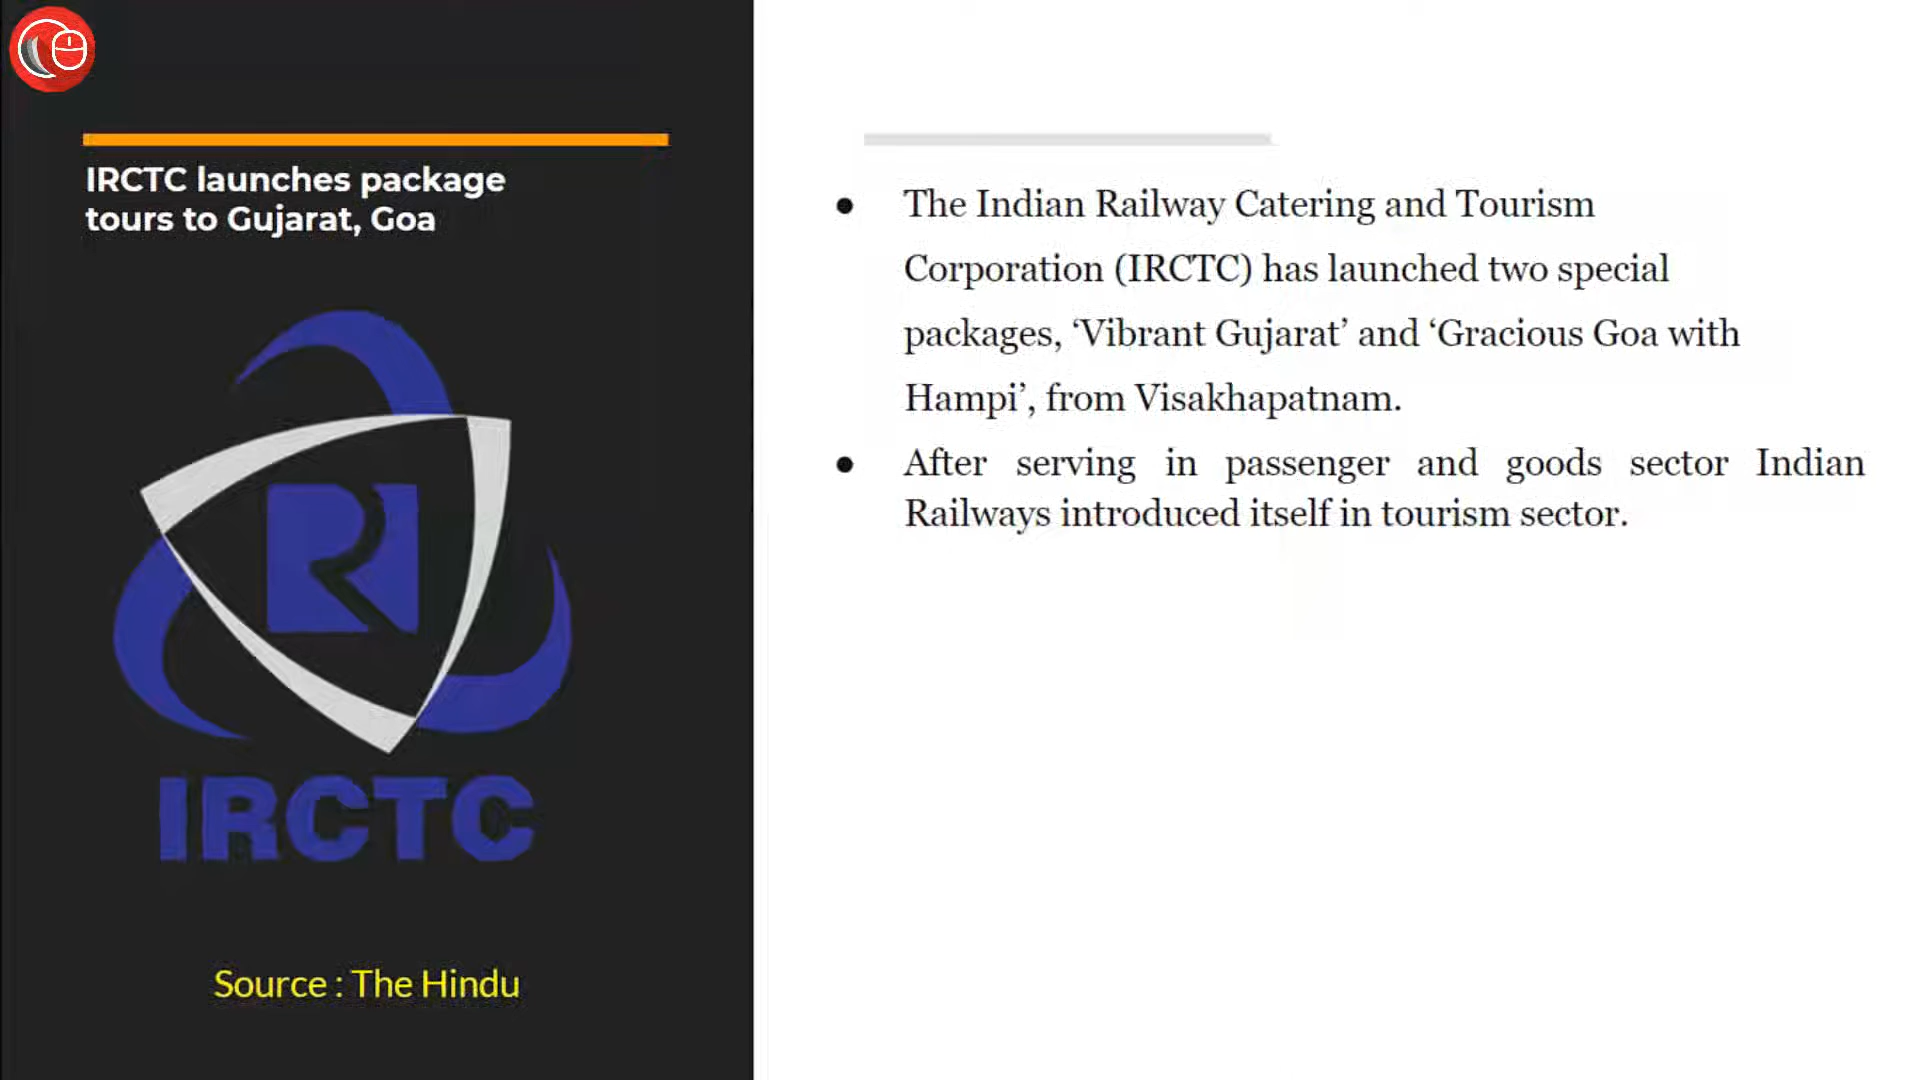 IRCTC launches package
tours to Gujarat, Goa
IRCTC
Source : The Hindu
● The Indian Railway Catering and Tourism
Corporation (IRCTC) has launched two special
packages, ‘Vibrant Gujarat’ and ‘Gracious Goa with
Hampi’, from Visakhapatnam.
● After serving in passenger and goods sector Indian
Railways introduced itself in tourism sector.